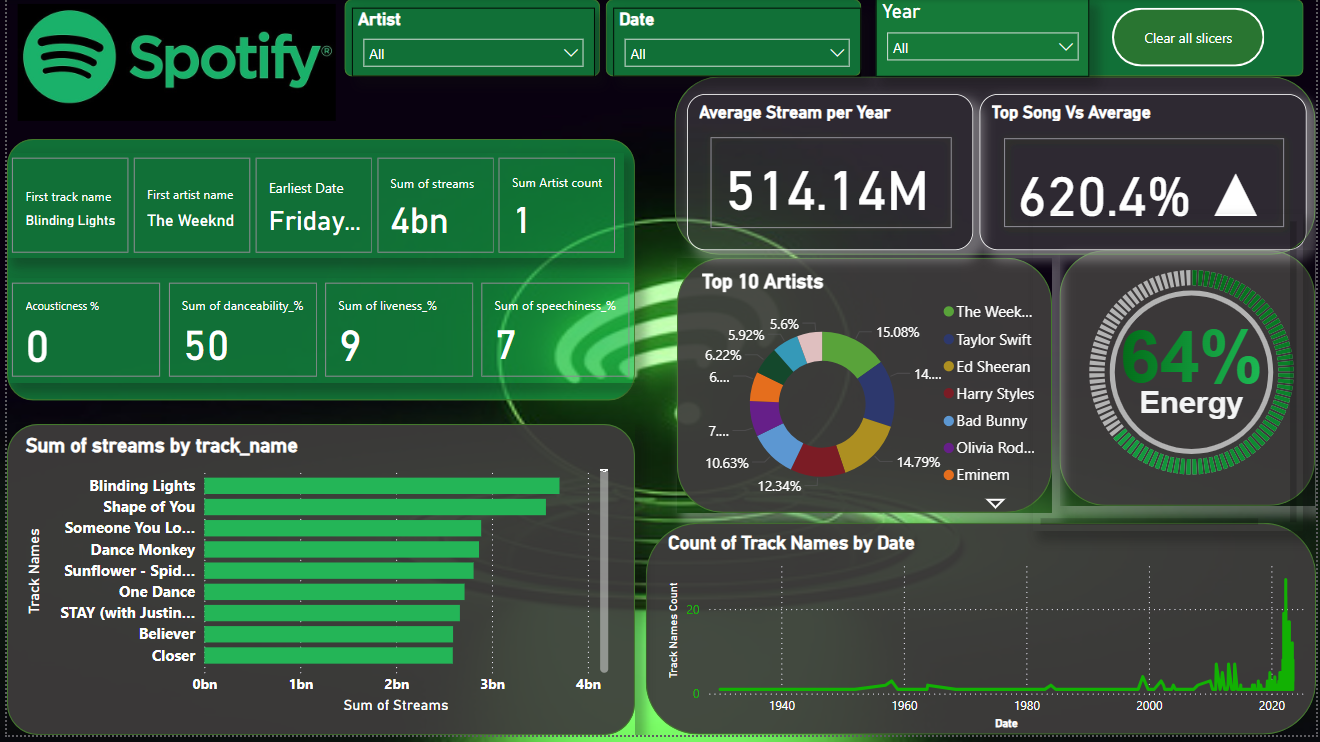 Spotify®
Artist
All
Date
All
Year
All
Clear all slicers
First track name
Blinding Lights
First artist name
The Weeknd
Earliest Date
Friday...
Sum of streams
4bn
Sum Artist count
1
Acousticness %
0
Sum of danceability_%
50
Sum of liveness_%
9
Sum of speechiness_%
7
Average Stream per Year
514.14M
Top Song Vs Average
620.4%
Top 10 Artists
15.08%
14....
14.79%
12.34%
10.63%
7....
6....
6.22%
5.92%
5.6%
The Week...
Taylor Swift
Ed Sheeran
Harry Styles
Bad Bunny
Olivia Rod...
Eminem
64%
Energy
Sum of streams by track_name
Track Names
Blinding Lights
Shape of You
Someone You Lo...
Dance Monkey
Sunflower - Spid...
One Dance
STAY (with Justin...
Believer
Closer
0bn 1bn 2bn 3bn 4bn
Sum of Streams
Count of Track Names by Date
Track Names Count
20
0
1940 1960 1980 2000 2020
Date